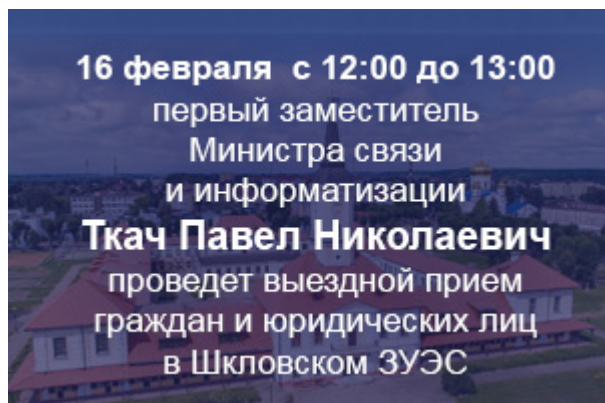 16 февраля с 12:00 до 13:00
первый заместитель
Министра связи
и информатизации
Ткач Павел Николаевич
проведет выездной прием
граждан и юридических лиц
в Шкловском ЗУЭС